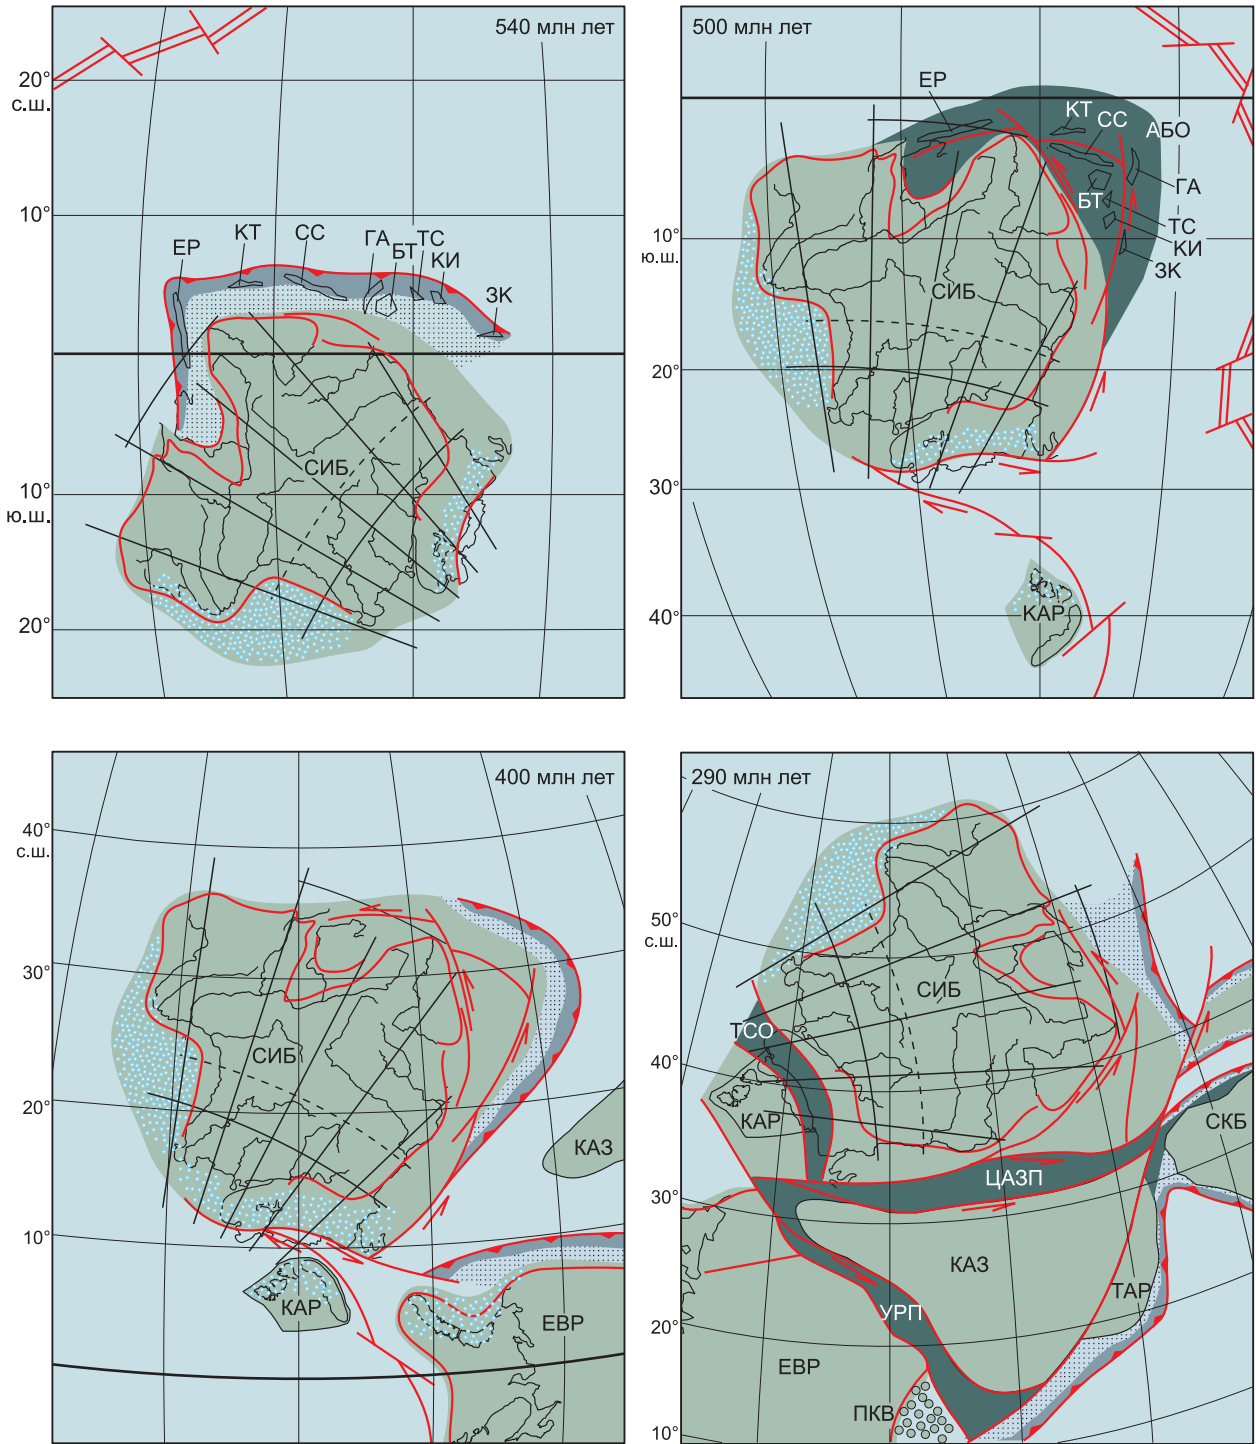 540 млн лет
20°
с.ш.
10°
ЕР
КТ
СС
ГА
БТ
ТС
КИ
ЗК
СИБ
10°
ю.ш.
20°
500 млн лет
ЕР
КТ
СС
АБО
ГА
БТ
ТС
КИ
ЗК
10°
ю.ш.
СИБ
20°
30°
40°
КАР
400 млн лет
40°
с.ш.
30°
20°
10°
СИБ
КАЗ
КАР
ЕВР
290 млн лет
50°
с.ш.
40°
30°
20°
10°
СИБ
ТСО
КАР
СКБ
ЦАЗП
КАЗ
ТАР
УРП
ЕВР
ПКВ